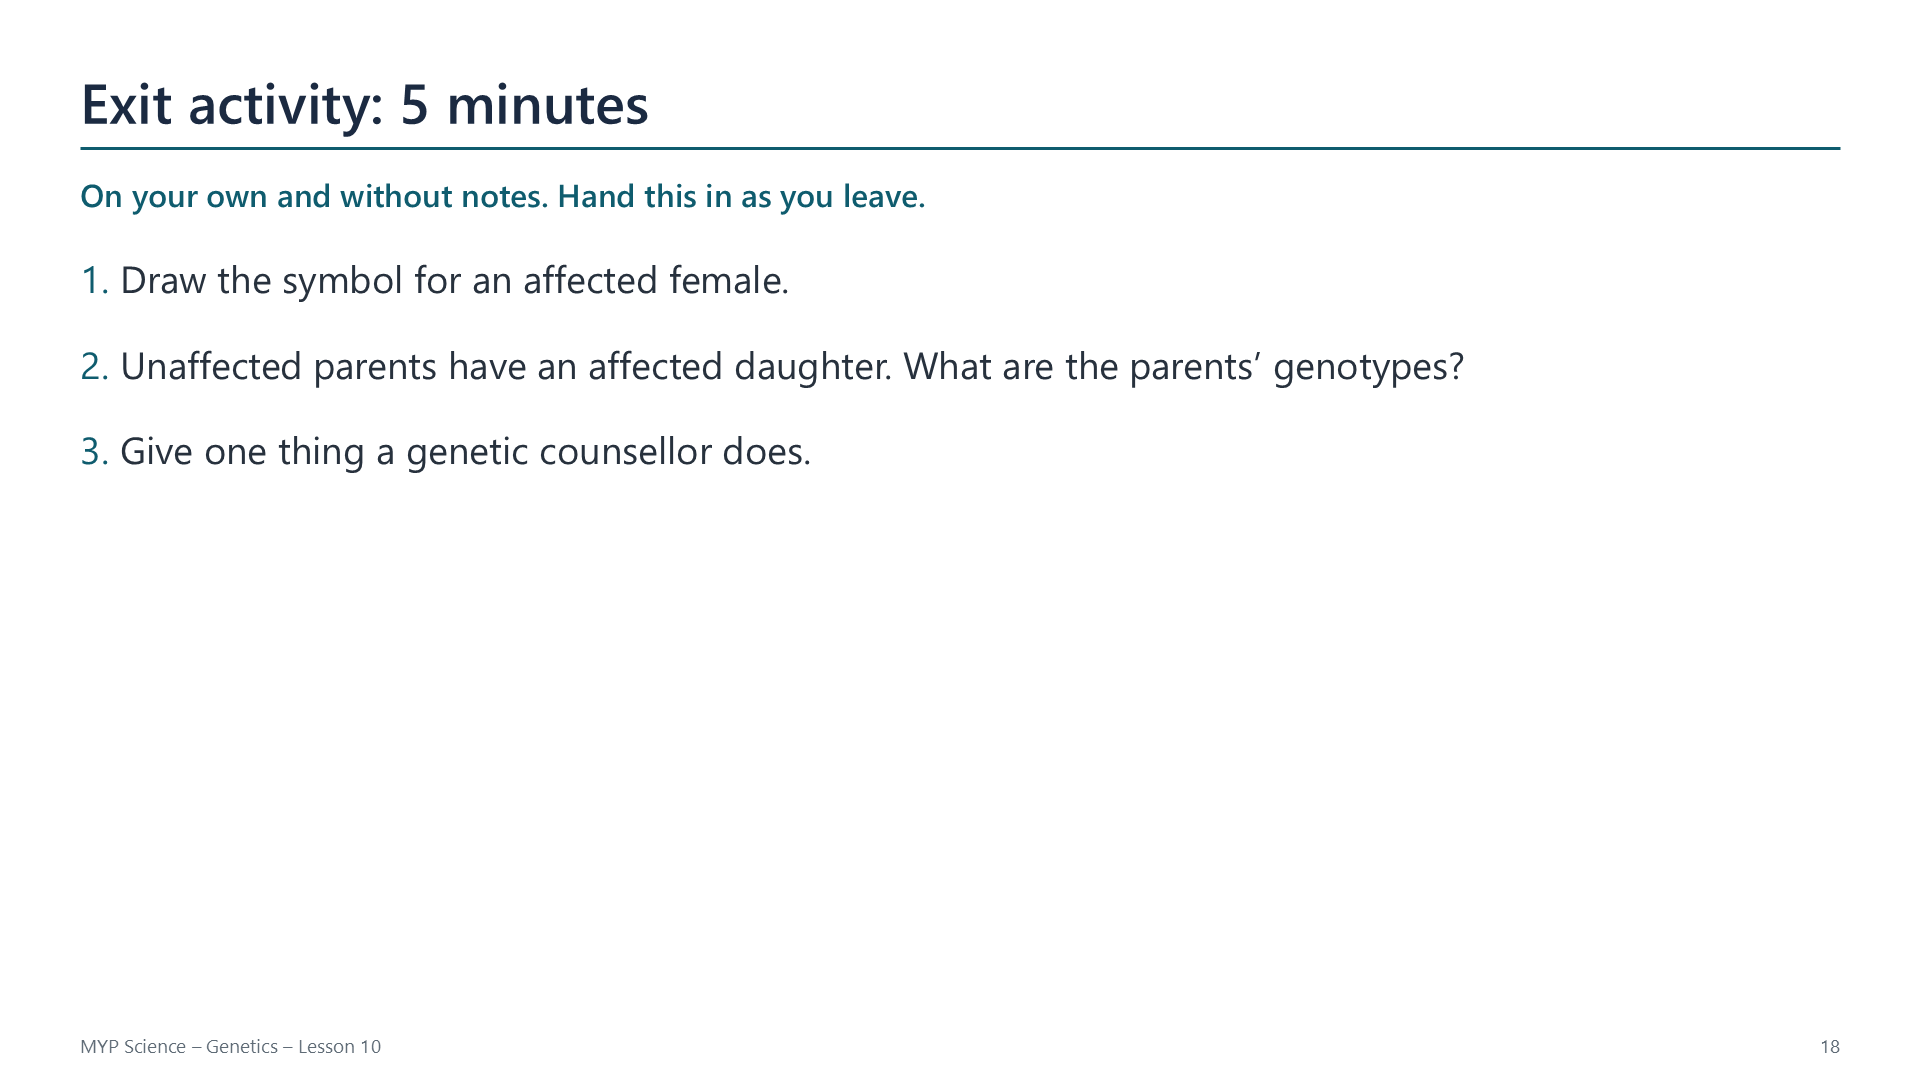 Exit activity: 5 minutes
On your own and without notes. Hand this in as you leave.
1. Draw the symbol for an affected female.
2. Unaffected parents have an affected daughter. What are the parents’ genotypes?
3. Give one thing a genetic counsellor does.
MYP Science – Genetics – Lesson 10
18